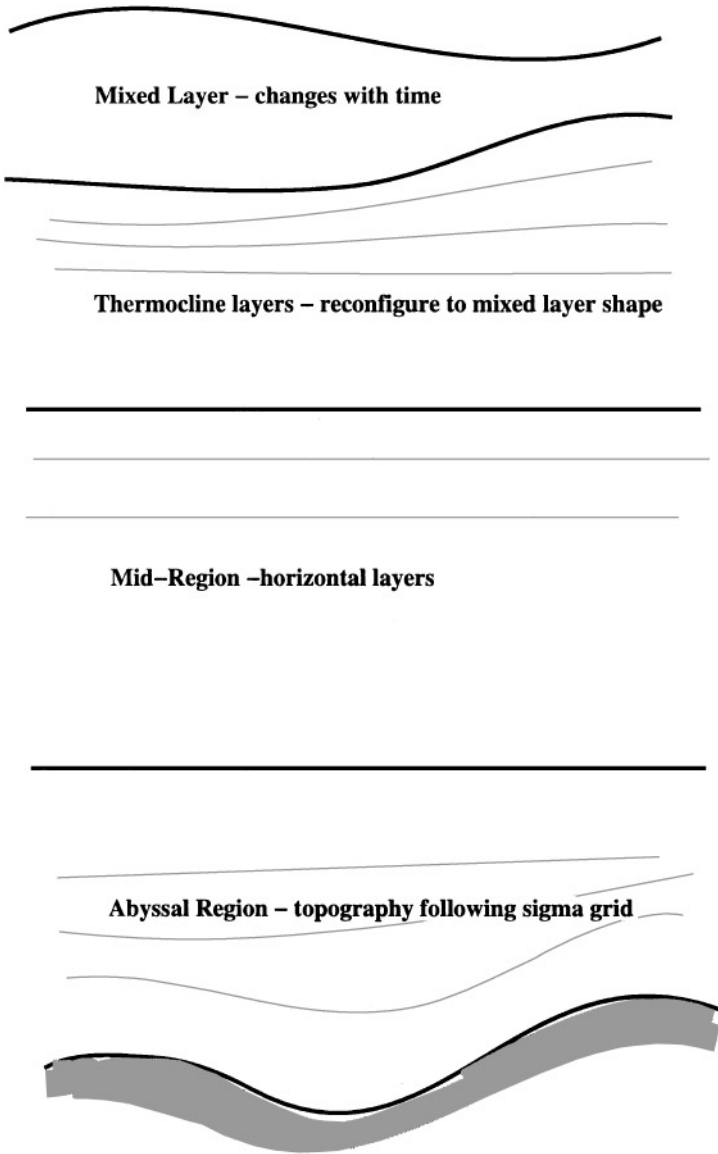 Mixed Layer – changes with time
Thermocline layers – reconfigure to mixed layer shape
Mid–Region –horizontal layers
Abyssal Region – topography following sigma grid